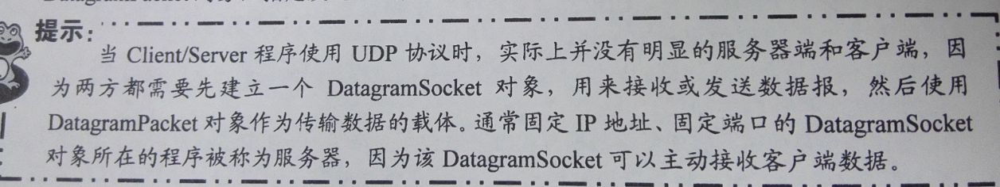 提示：
当 Client/Server 程序使用 UDP 协议时，实际上并没有明显的服务器端和客户端，因
为两方都需要先建立一个 DatagramSocket 对象，用来接收或发送数据报，然后使用
DatagramPacket 对象作为传输数据的载体。通常固定 IP 地址、固定端口的 DatagramSocket
对象所在的程序被称为服务器，因为该 DatagramSocket 可以主动接收客户端数据。